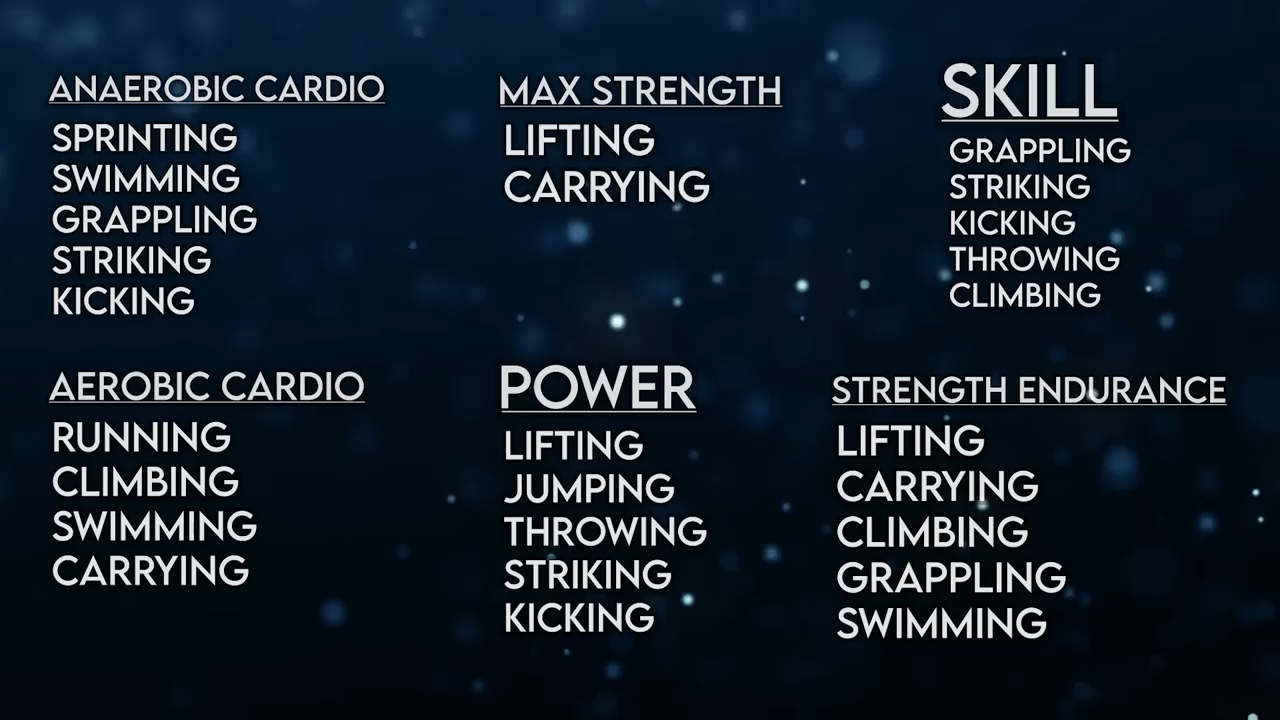 ANAEROBIC CARDIO
SPRINTING
SWIMMING
GRAPPLING
STRIKING
KICKING
MAX STRENGTH
LIFTING
CARRYING
SKILL
GRAPPLING
STRIKING
KICKING
THROWING
CLIMBING
AEROBIC CARDIO
RUNNING
CLIMBING
SWIMMING
CARRYING
POWER
LIFTING
JUMPING
THROWING
STRIKING
KICKING
STRENGTH ENDURANCE
LIFTING
CARRYING
CLIMBING
GRAPPLING
SWIMMING